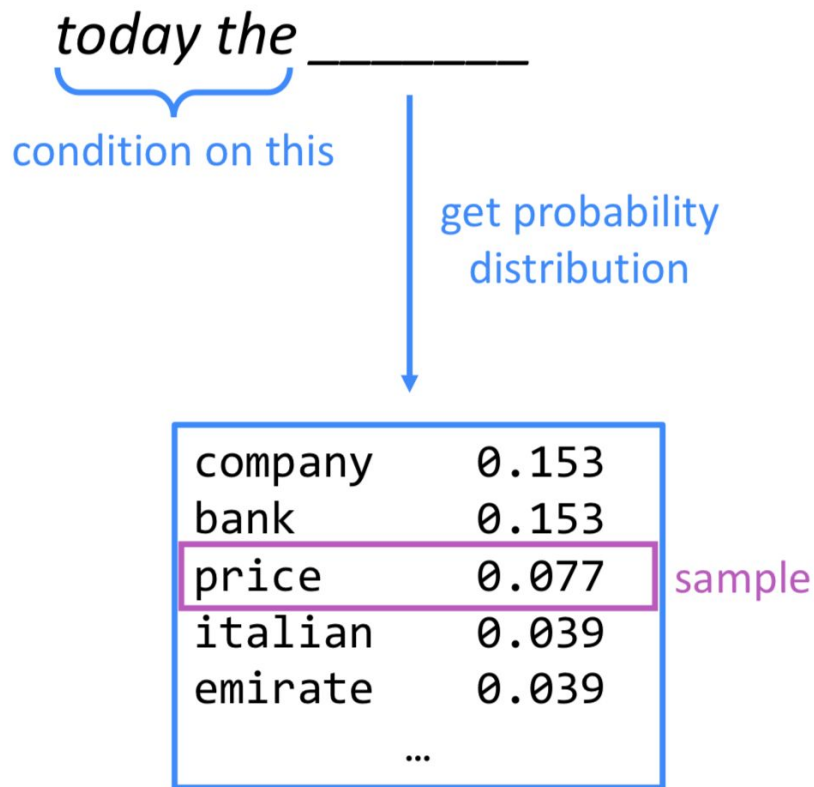 today the _______
condition on this
get probability
distribution
company 0.153
bank 0.153
price 0.077
sample
italian 0.039
emirate 0.039
…